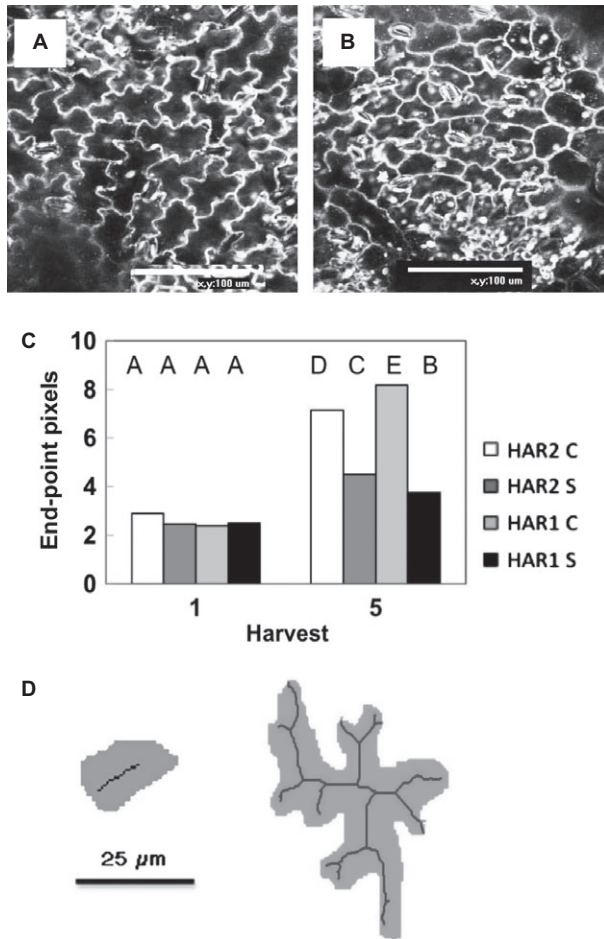 A
B
x,y:100 um
x,y:100 um
C
End-point pixels
10
8
6
4
2
0
A A A A
D C E B
1
5
Harvest
HAR2 C
HAR2 S
HAR1 C
HAR1 S
D
25 µm